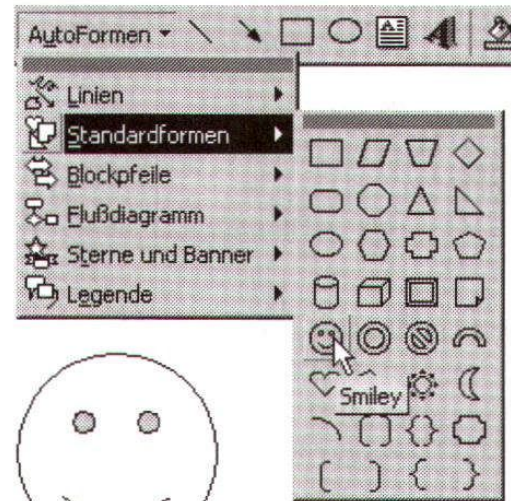 AutoFormen
Linien
Standardformen
Blockpfeile
Flußdiagramm
Sterne und Banner
Legende
Smiley